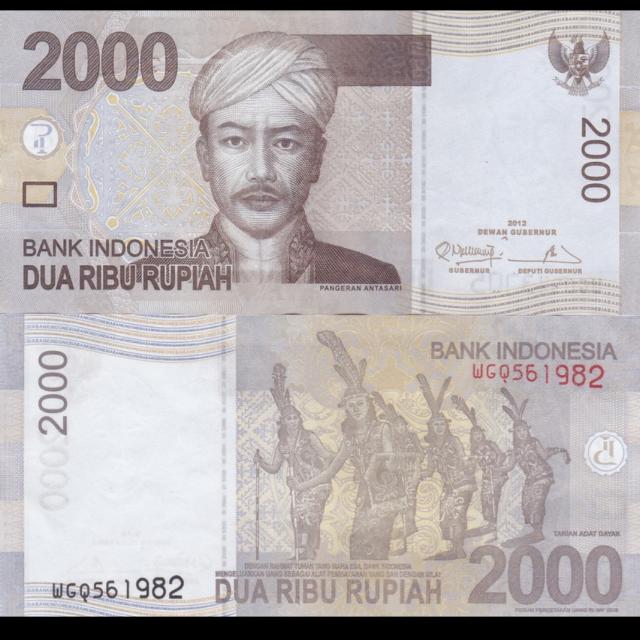 2000
2000
2012
DEWAN GUBERNUR
GUBERNUR DEPUTI GUBERNUR
BANK INDONESIA
DUA RIBU RUPIAH
PANGERAN ANTASARI
BANK INDONESIA
WGQ561982
2000
TARIAN ADAT DAYAK
DENGAN RAHMAT TUHAN YANG MAHA ESA, BANK INDONESIA
MENGELUARKAN UANG SEBAGAI ALAT PEMBAYARAN YANG SAH DENGAN NILAI
WGQ561982
DUA RIBU RUPIAH
2000